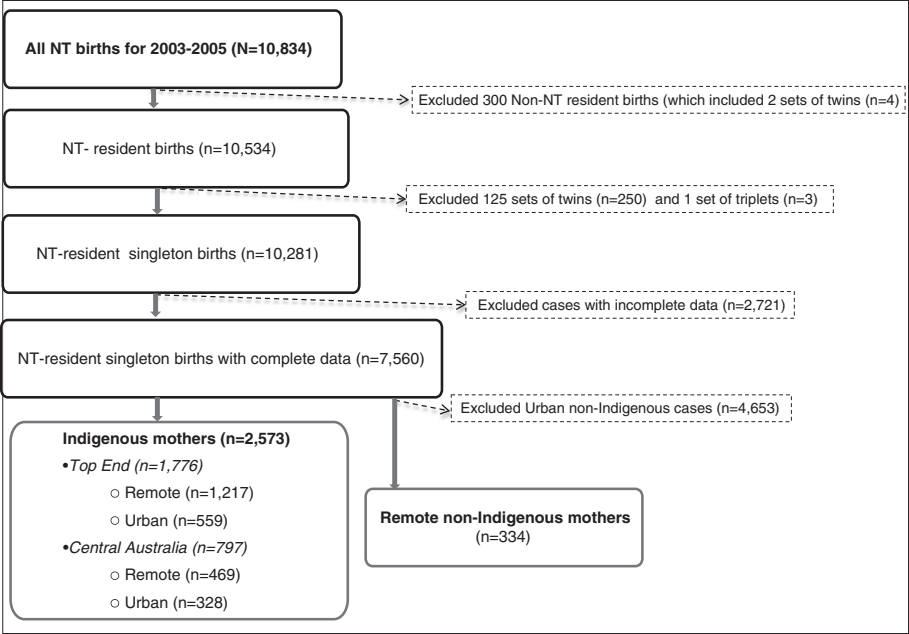 All NT births for 2003-2005 (N=10,834)
Excluded 300 Non-NT resident births (which included 2 sets of twins (n=4)
NT- resident births (n=10,534)
Excluded 125 sets of twins (n=250) and 1 set of triplets (n=3)
NT-resident singleton births (n=10,281)
Excluded cases with incomplete data (n=2,721)
NT-resident singleton births with complete data (n=7,560)
Excluded Urban non-Indigenous cases (n=4,653)
Indigenous mothers (n=2,573)
•Top End (n=1,776)
○ Remote (n=1,217)
○ Urban (n=559)
•Central Australia (n=797)
○ Remote (n=469)
○ Urban (n=328)
Remote non-Indigenous mothers
(n=334)